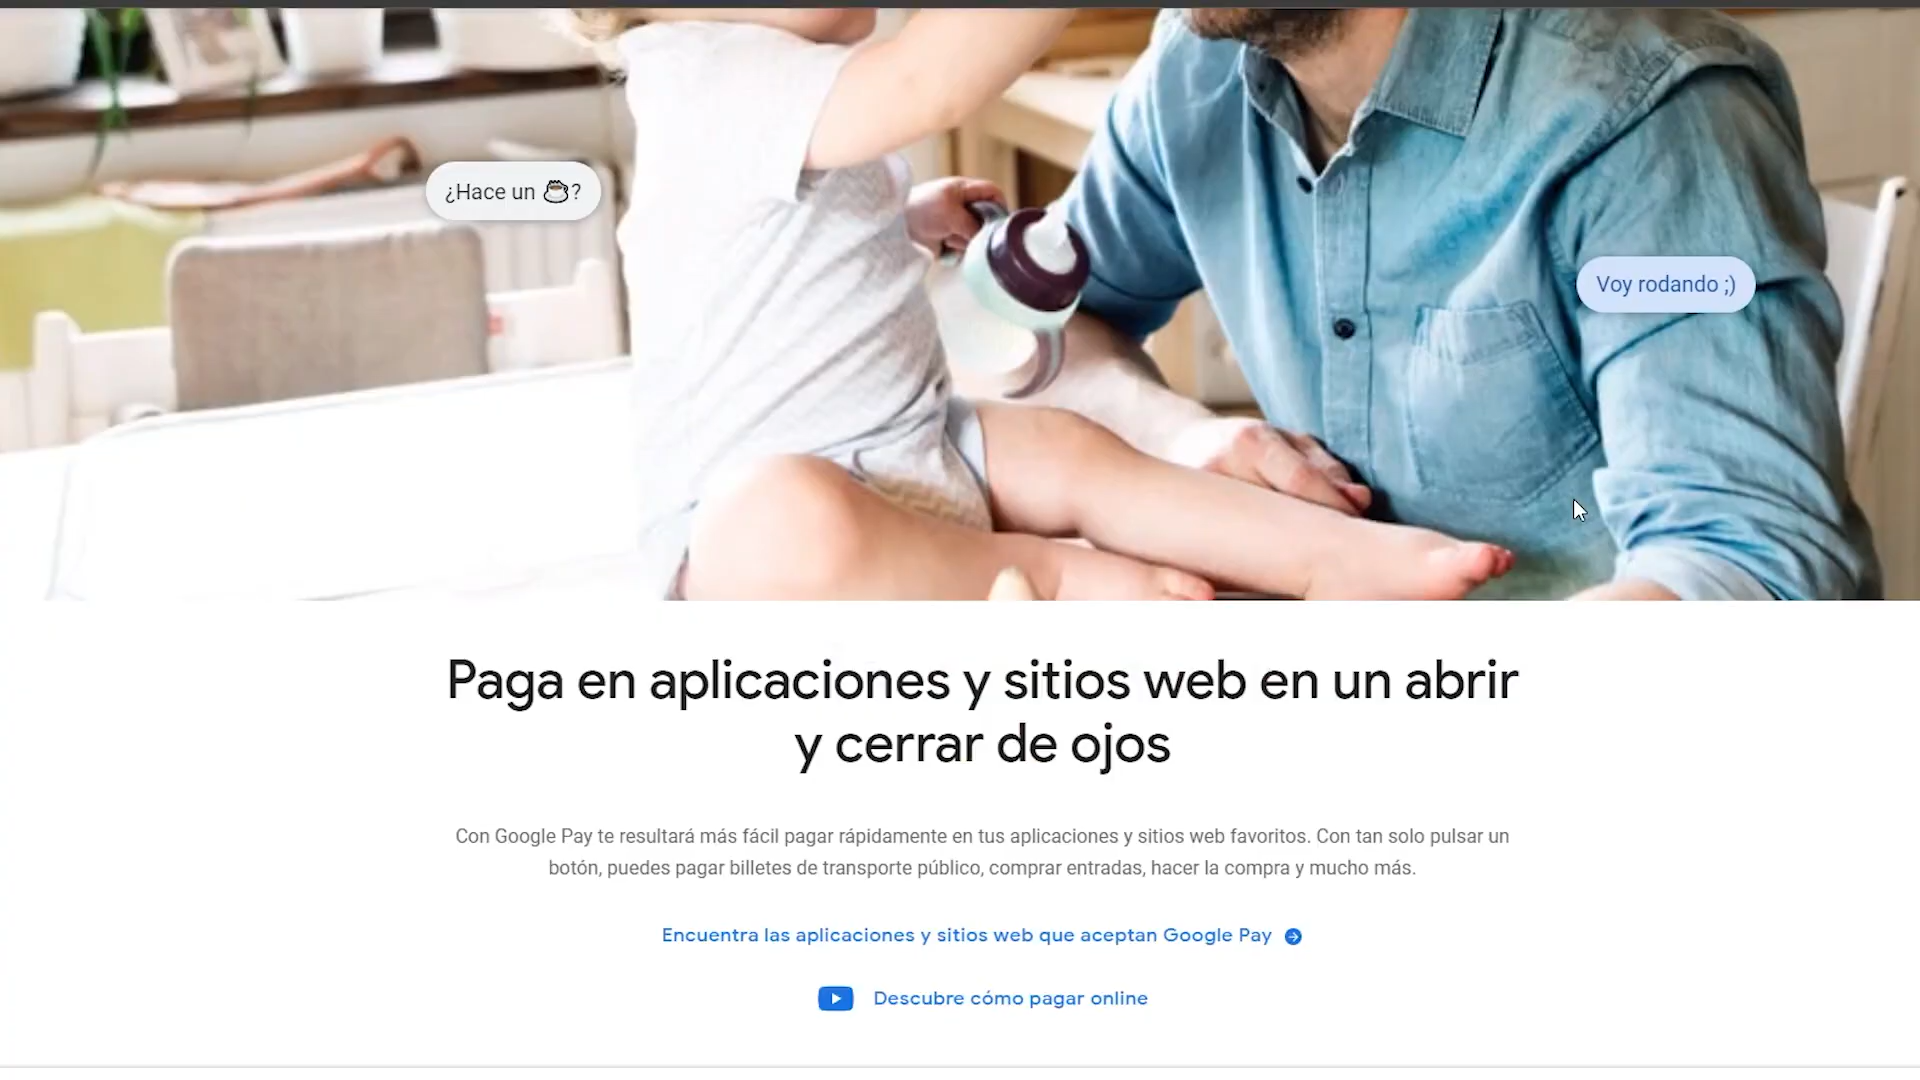 ¿Hace un ☕?
Voy rodando ;)
Paga en aplicaciones y sitios web en un abrir
y cerrar de ojos
Con Google Pay te resultará más fácil pagar rápidamente en tus aplicaciones y sitios web favoritos. Con tan solo pulsar un
botón, puedes pagar billetes de transporte público, comprar entradas, hacer la compra y mucho más.
Encuentra las aplicaciones y sitios web que aceptan Google Pay
Descubre cómo pagar online